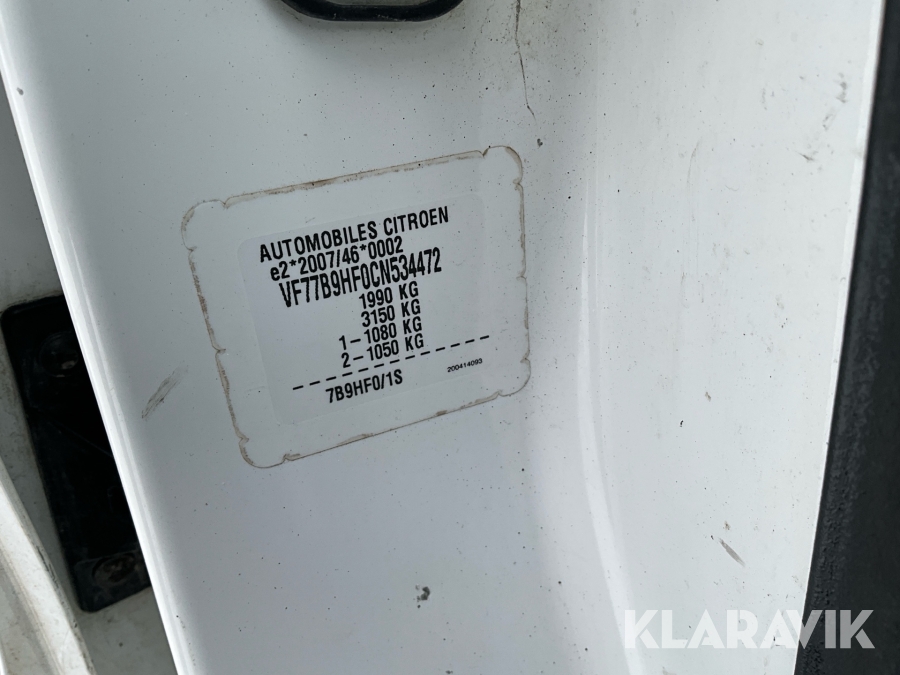 AUTOMOBILES CITROEN
e2*2007/46*0002
VF77B9HF0CN534472
1990 KG
3150 KG
1-1080 KG
2-1050 KG
7B9HF0/1S
200414093
KLARAVIK